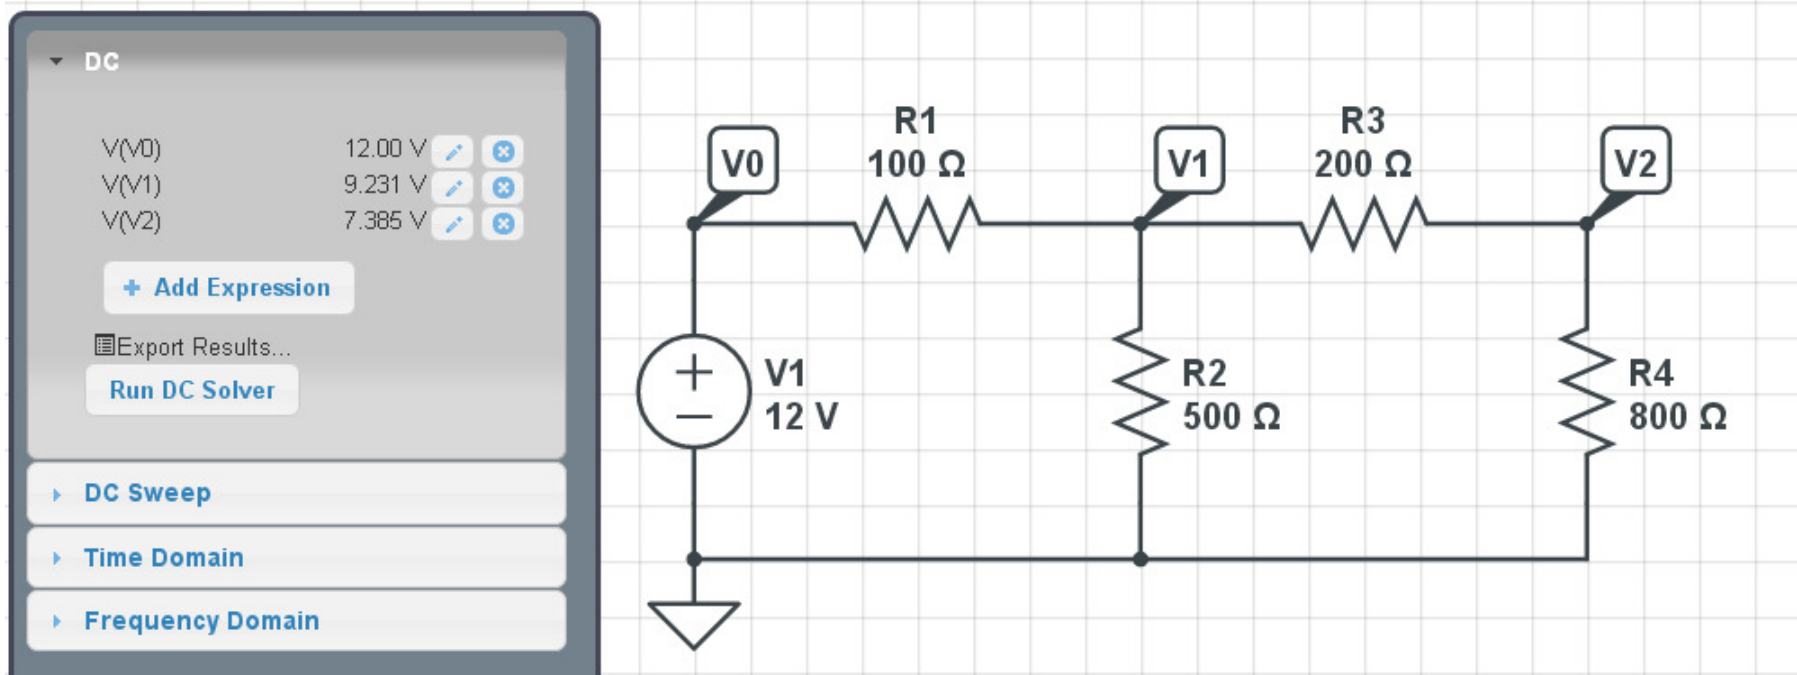 DC
V(V0) 12.00 V
V(V1) 9.231 V
V(V2) 7.385 V
+ Add Expression
Export Results...
Run DC Solver
DC Sweep
Time Domain
Frequency Domain
V0
R1
100 Ω
V1
R3
200 Ω
V2
V1
12 V
R2
500 Ω
R4
800 Ω